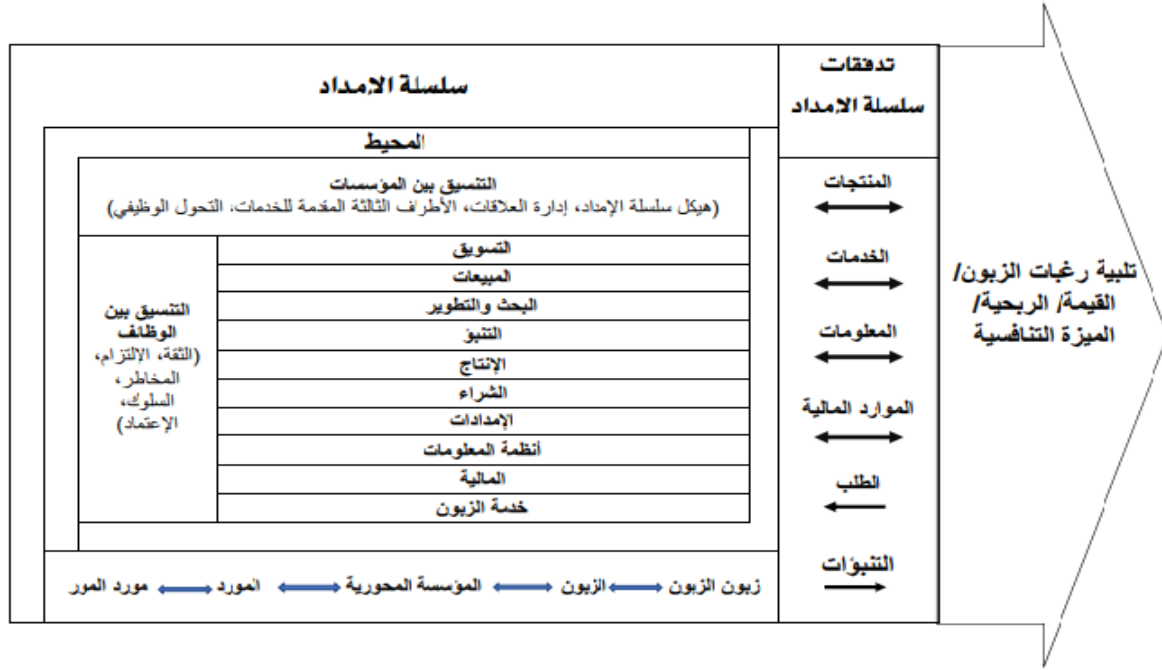 سلسلة الإمداد
تدفقات
سلسلة الامداد
المحيط
التنسيق بين المؤسسات
(هيكل سلسلة الإمداد، إدارة العلاقات، الأطراف الثالثة المقدمة للخدمات، التحول الوظيفي)
التنسيق بين
الوظائف
(الثقة، الالتزام،
المخاطر،
السلوك،
الإعتماد)
التسويق
المبيعات
البحث والتطوير
التنبؤ
الإنتاج
الشراء
الإمدادات
أنظمة المعلومات
المالية
خدمة الزبون
زبون الزبون الزبون المؤسسة المحورية المورد مورد المور
المنتجات
الخدمات
المعلومات
الموارد المالية
الطلب
التنبؤات
تلبية رغبات الزبون/
القيمة/ الربحية/
الميزة التنافسية